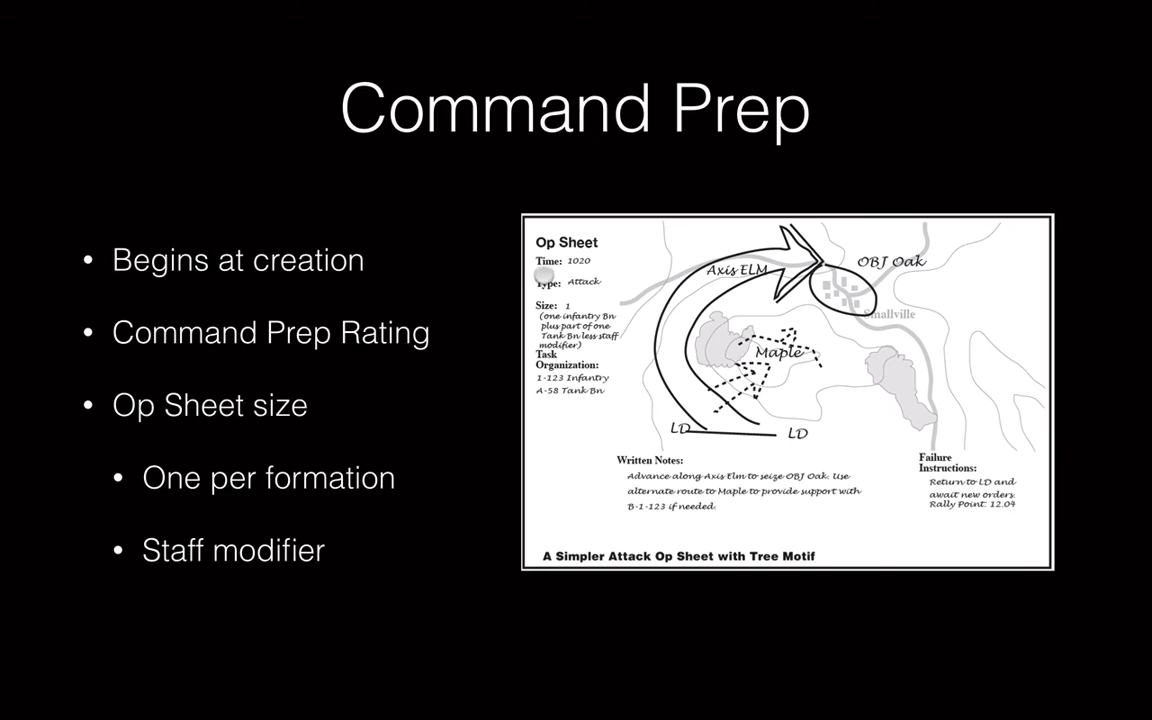 Command Prep
Begins at creation
Command Prep Rating
Op Sheet size
One per formation
Staff modifier
Op Sheet
Time: 1020
Type: Attack
Size: 1
(one infantry Bn
plus part of one
Tank Bn less staff
modifier)
Task
Organization:
1-123 Infantry
A-58 Tank Bn
Axis ELM
OBJ Oak
Smallville
Maple
LD
LD
Written Notes:
Advance along Axis Elm to seize OBJ Oak. Use
alternate route to Maple to provide support with
B-1-123 if needed.
Failure
Instructions:
Return to LD and
await new orders.
Rally Point: 12.04
A Simpler Attack Op Sheet with Tree Motif